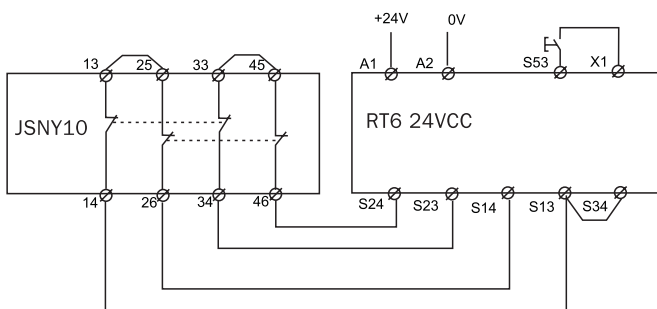 +24V 0V
13 25 33 45 A1 A2 S53 X1
JSNY10 RT6 24VCC
14 26 34 46 S24 S23 S14 S13 S34